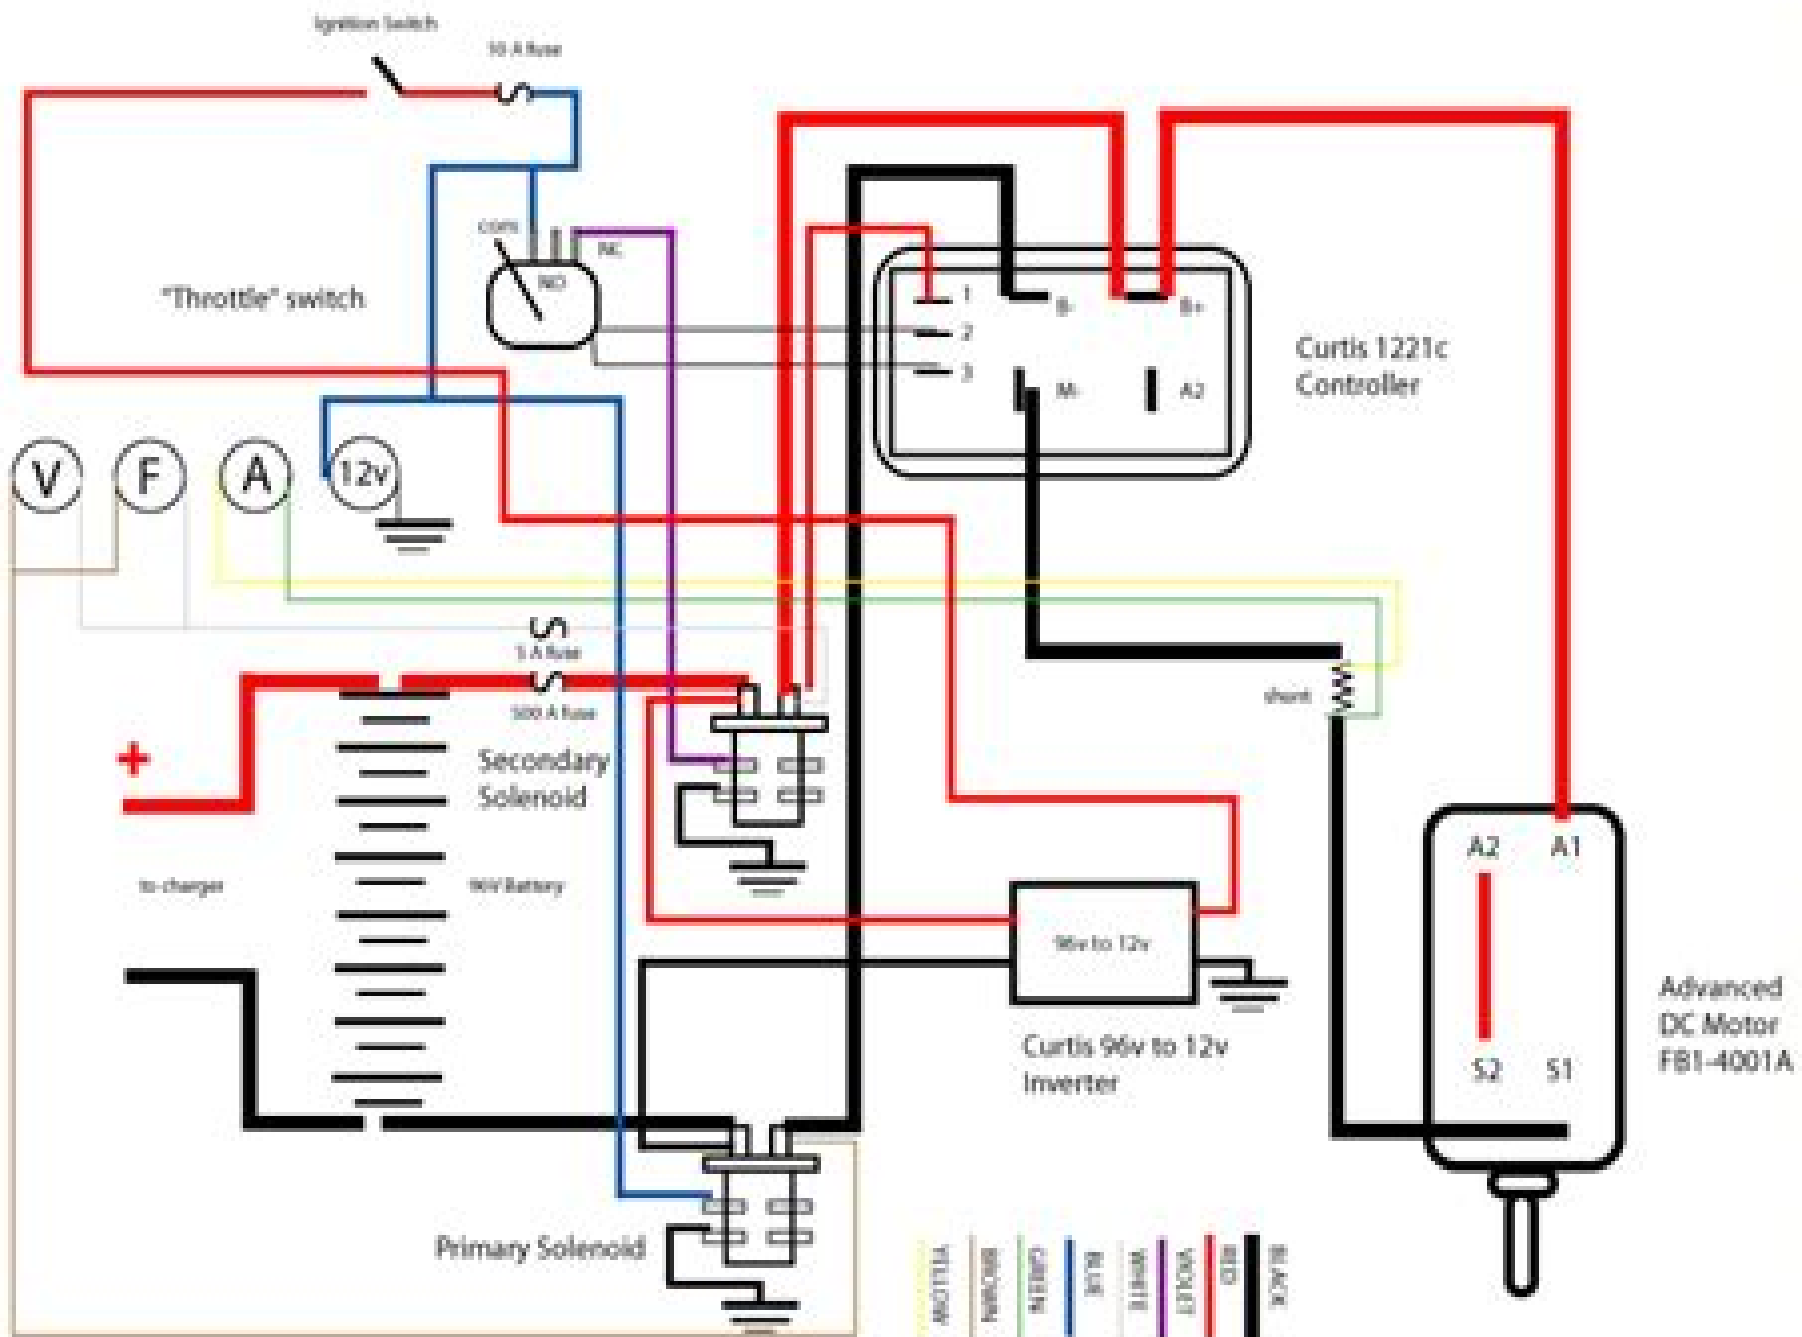 Ignition Switch
10 A fuse
com
NC
NO
"Throttle" switch
1
2
3
B-
B+
M-
A2
Curtis 1221c
Controller
V
F
A
12v
5 A fuse
500 A fuse
shunt
+
Secondary
Solenoid
to charger
96V Battery
A2
A1
S2
S1
96v to 12v
Curtis 96v to 12v
Inverter
Advanced
DC Motor
FB1-4001A
Primary Solenoid
YELLOW
BROWN
GREEN
BLUE
WHITE
VIOLET
RED
BLACK